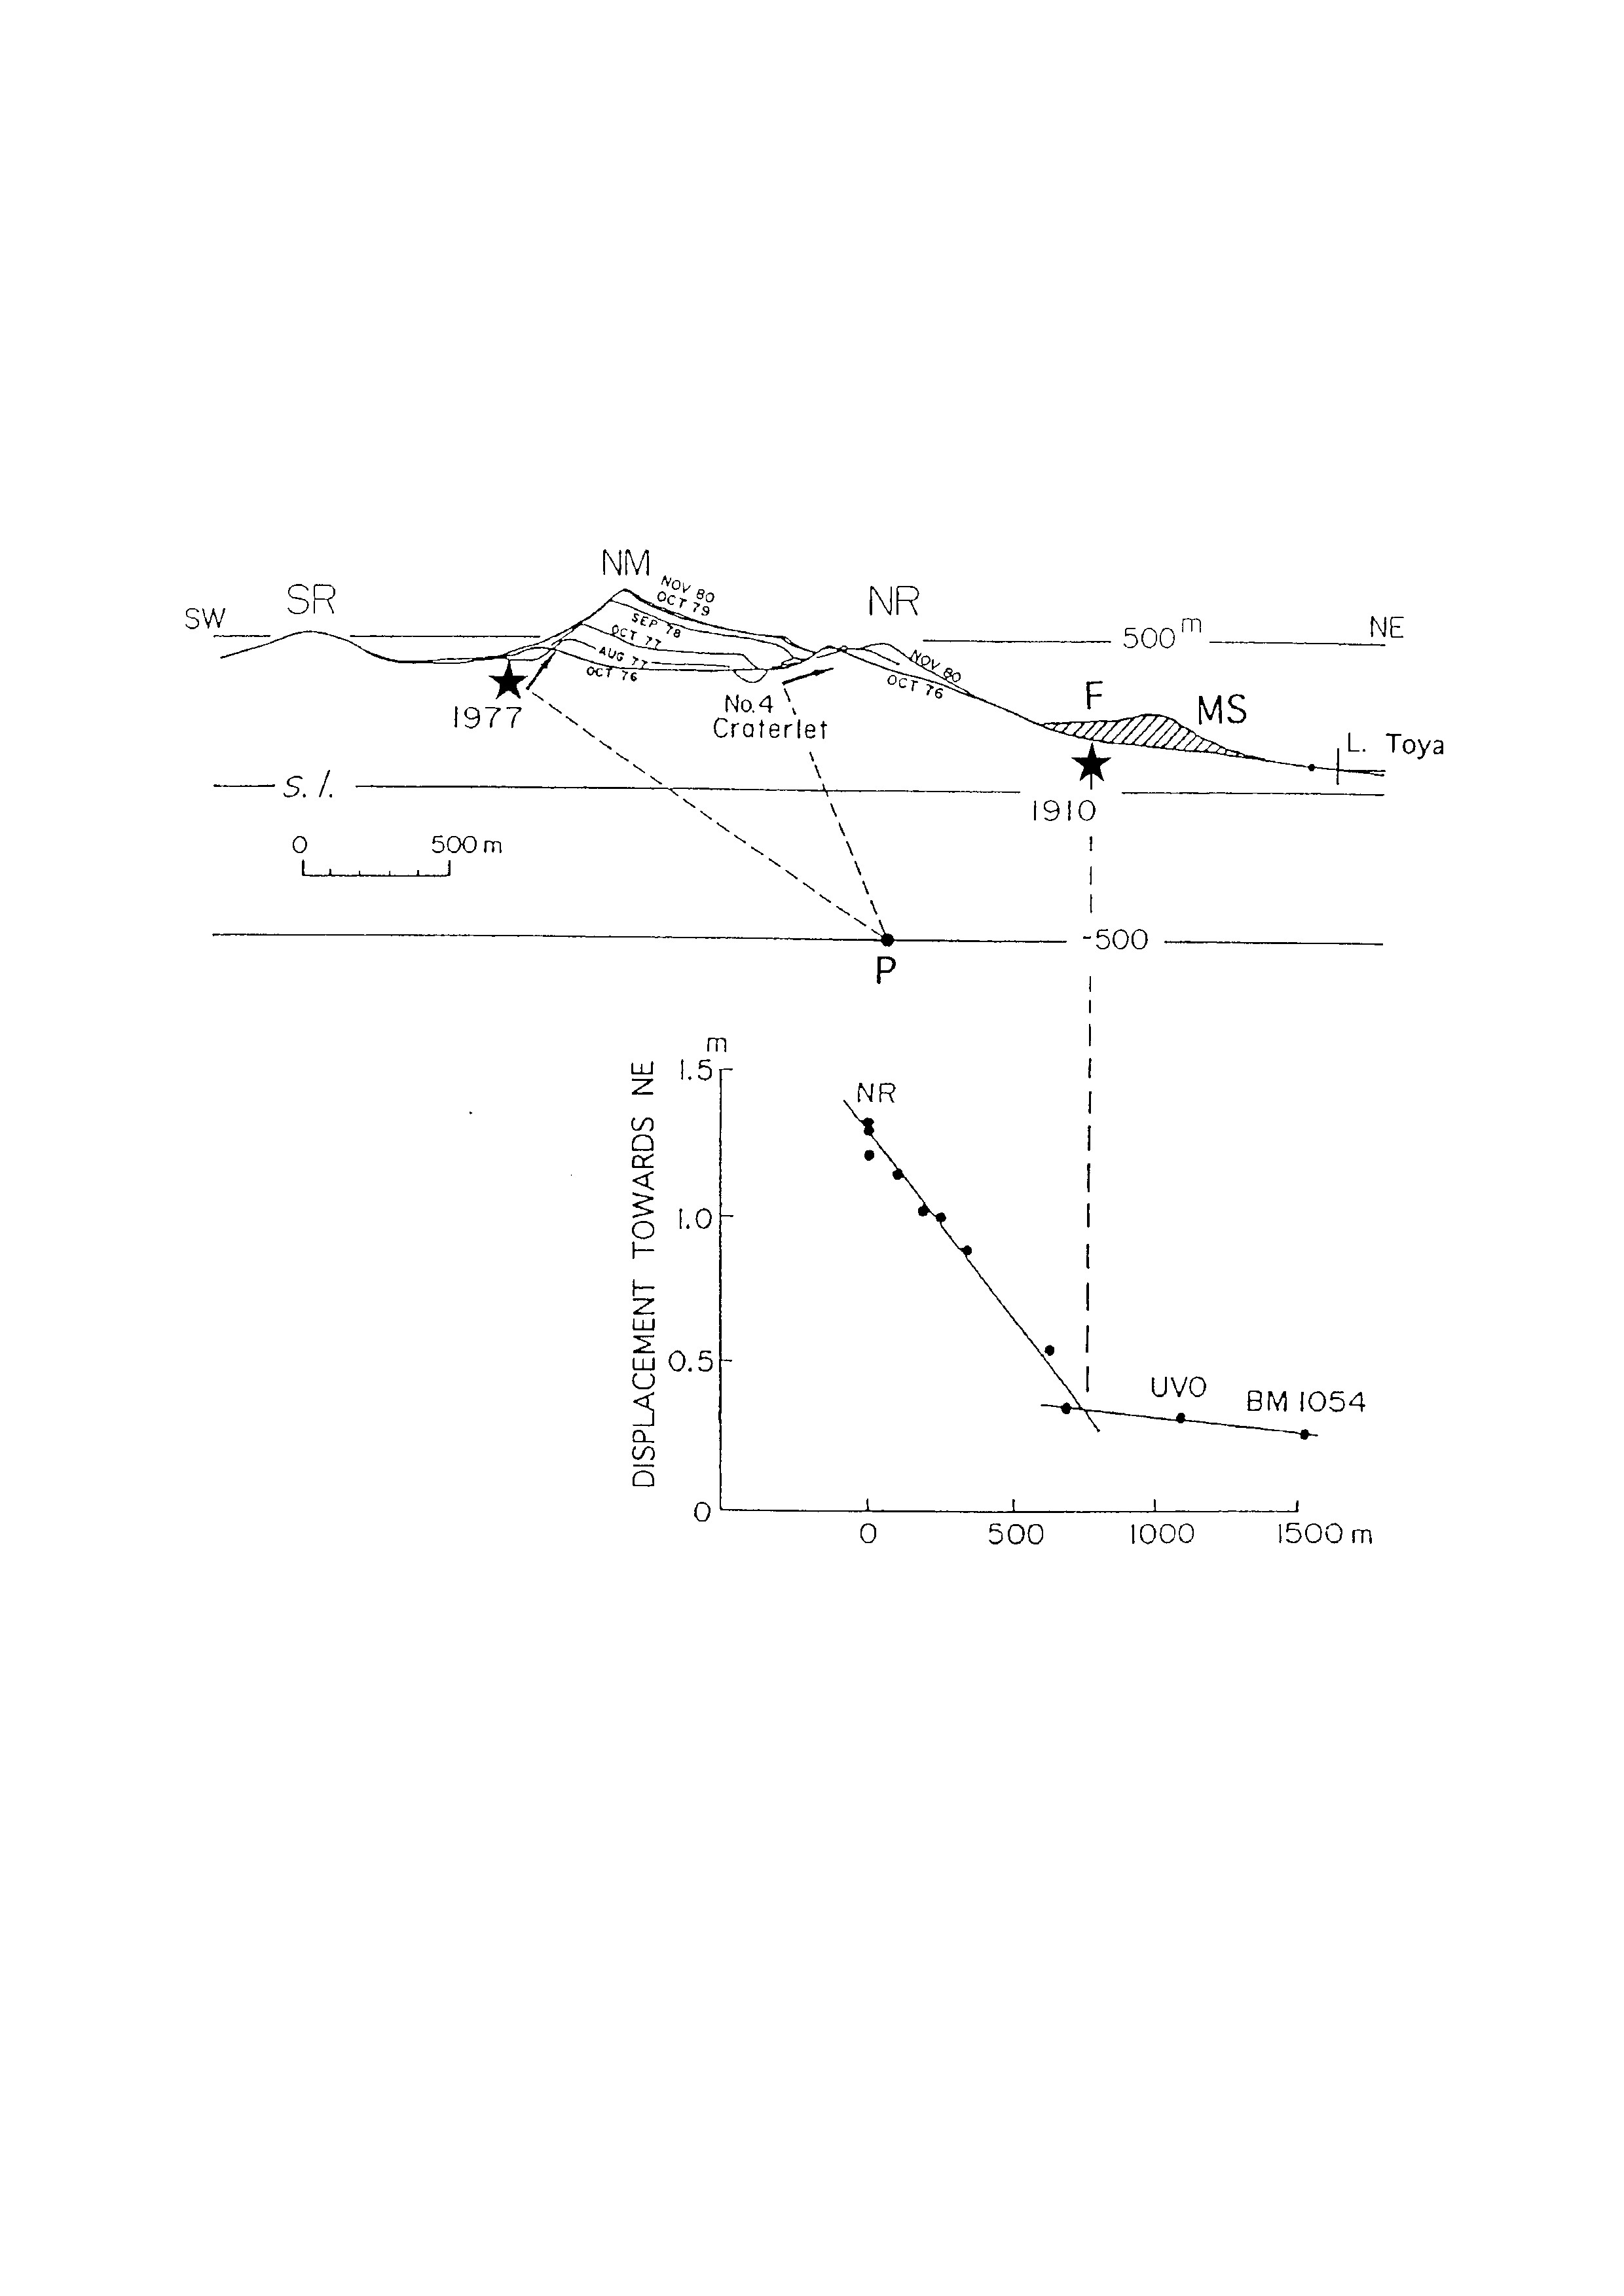 NM
SR
NOV 80
OCT 79
NR
SW
SEP 78
500 m
NE
OCT 77
AUG 77
NOV 80
OCT 76
OCT 76
F
No.4
Craterlet
MS
1977
L. Toya
S. l.
1910
0 500 m
-500
P
m
DISPLACEMENT TOWARDS NE
1.5
NR
1.0
0.5
UVO
BM 1054
0
0 500 1000 1500 m